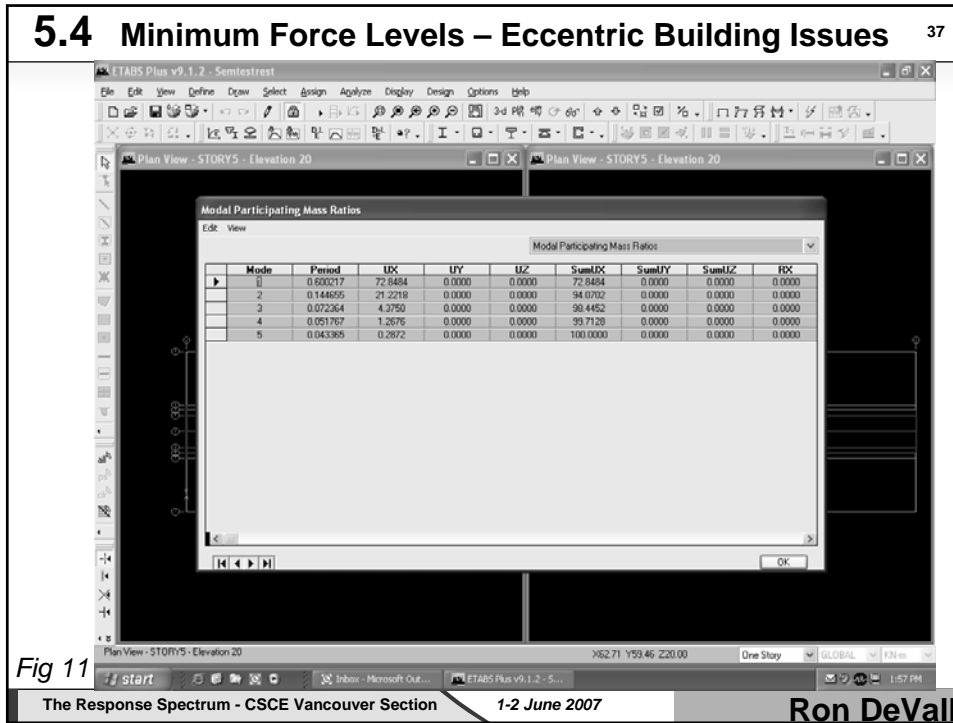 5.4 Minimum Force Levels – Eccentric Building Issues 37
ETABS Plus v9.1.2 - Semtestrest
File Edit View Define Draw Select Assign Analyze Display Design Options Help
Plan View - STORY5 - Elevation 20
Plan View - STORY5 - Elevation 20
Modal Participating Mass Ratios
Edit View
Modal Participating Mass Ratios
Mode Period UX UY UZ SumUX SumUY SumUZ RX
1 0.600217 72.8484 0.0000 0.0000 72.8484 0.0000 0.0000 0.0000
2 0.144655 21.2218 0.0000 0.0000 94.0702 0.0000 0.0000 0.0000
3 0.072364 4.3750 0.0000 0.0000 98.4452 0.0000 0.0000 0.0000
4 0.051767 1.2676 0.0000 0.0000 99.7128 0.0000 0.0000 0.0000
5 0.043365 0.2872 0.0000 0.0000 100.0000 0.0000 0.0000 0.0000
OK
Plan View - STORY5 - Elevation 20 X62.71 Y59.46 Z20.00 One Story GLOBAL KN-m
Fig 11
start Inbox - Microsoft Out... ETABS Plus v9.1.2 - S... 1:57 PM
The Response Spectrum - CSCE Vancouver Section 1-2 June 2007 Ron DeVall